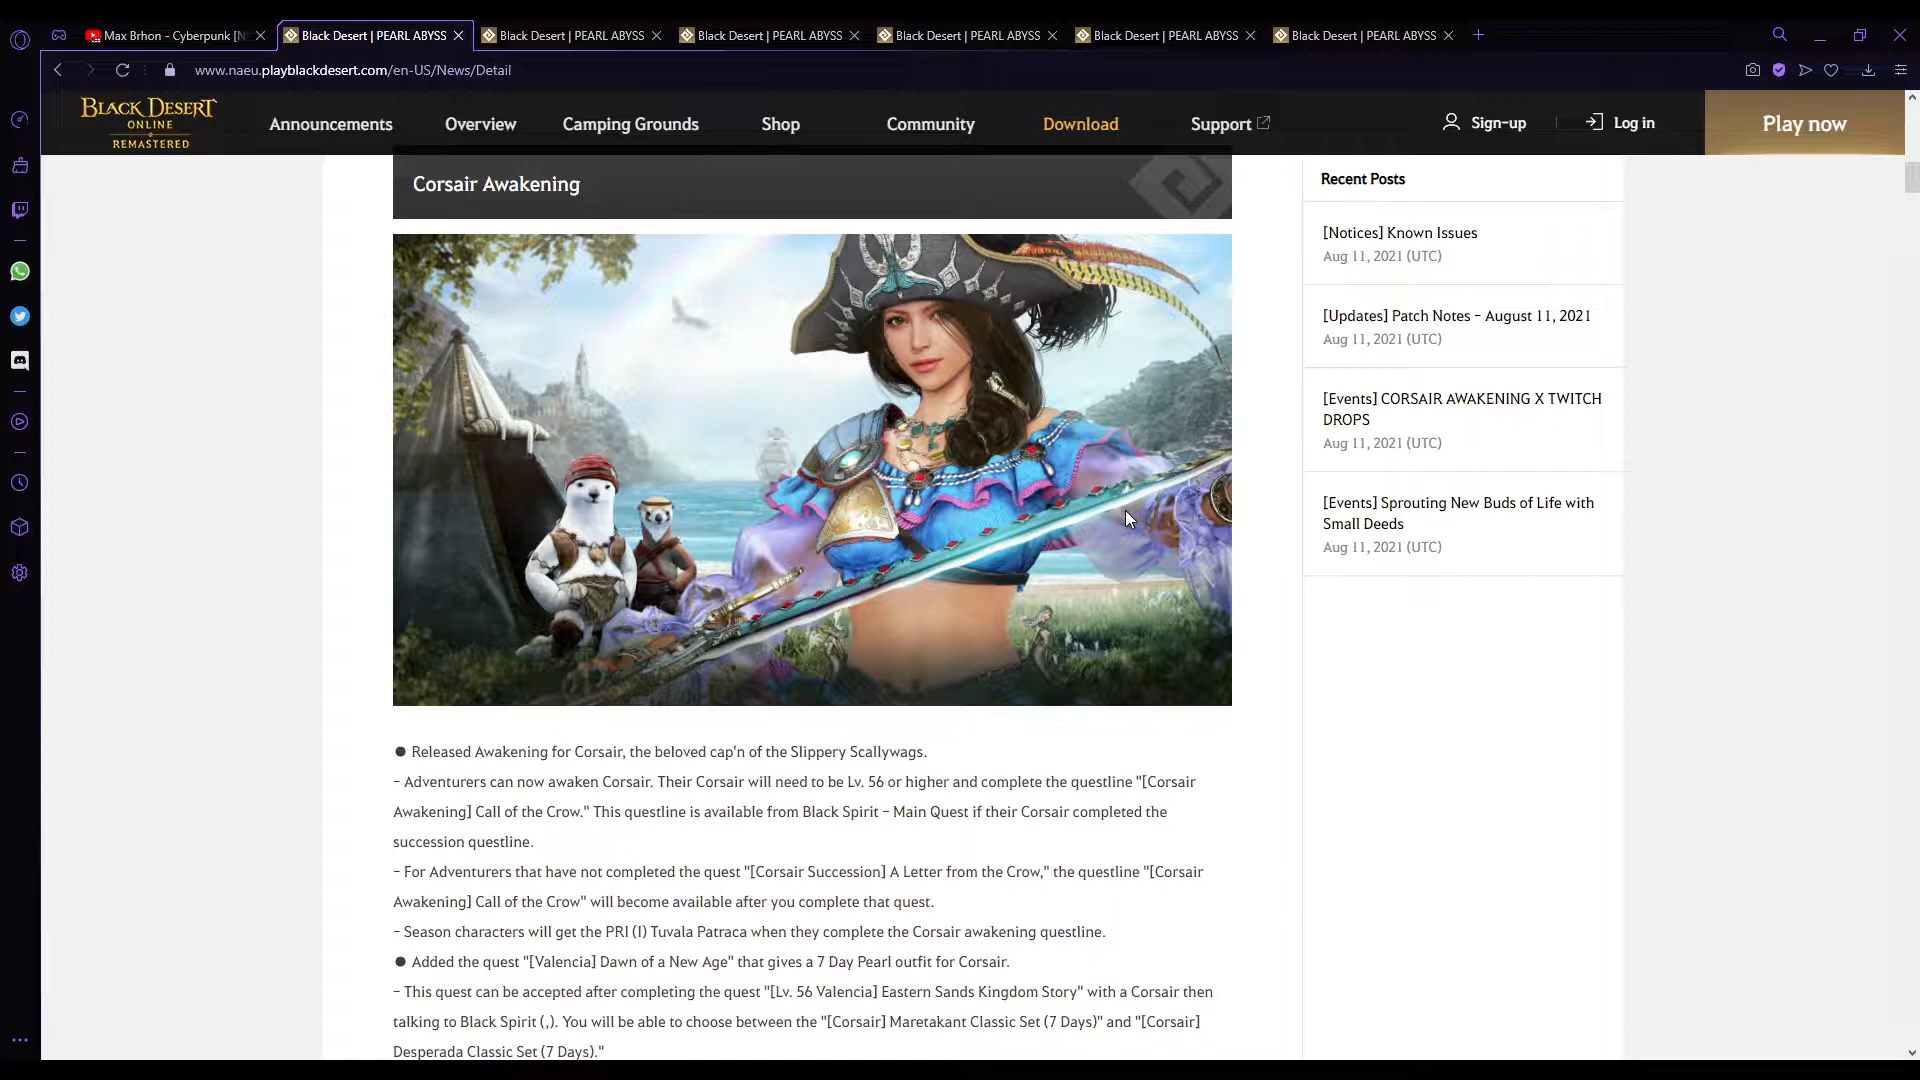 Max Brhon - Cyberpunk [N
Black Desert | PEARL ABYSS
Black Desert | PEARL ABYSS
Black Desert | PEARL ABYSS
Black Desert | PEARL ABYSS
Black Desert | PEARL ABYSS
Black Desert | PEARL ABYSS
www.naeu.playblackdesert.com/en-US/News/Detail
BLACK DESERT
ONLINE
REMASTERED
Announcements
Overview
Camping Grounds
Shop
Community
Download
Support
Sign-up
Log in
Play now
Corsair Awakening
● Released Awakening for Corsair, the beloved cap'n of the Slippery Scallywags.
- Adventurers can now awaken Corsair. Their Corsair will need to be Lv. 56 or higher and complete the questline "[Corsair
Awakening] Call of the Crow." This questline is available from Black Spirit - Main Quest if their Corsair completed the
succession questline.
- For Adventurers that have not completed the quest "[Corsair Succession] A Letter from the Crow," the questline "[Corsair
Awakening] Call of the Crow" will become available after you complete that quest.
- Season characters will get the PRI (I) Tuvala Patraca when they complete the Corsair awakening questline.
● Added the quest "[Valencia] Dawn of a New Age" that gives a 7 Day Pearl outfit for Corsair.
- This quest can be accepted after completing the quest "[Lv. 56 Valencia] Eastern Sands Kingdom Story" with a Corsair then
talking to Black Spirit (,). You will be able to choose between the "[Corsair] Maretakant Classic Set (7 Days)" and "[Corsair]
Desperada Classic Set (7 Days)."
Recent Posts
[Notices] Known Issues
Aug 11, 2021 (UTC)
[Updates] Patch Notes - August 11, 2021
Aug 11, 2021 (UTC)
[Events] CORSAIR AWAKENING X TWITCH
DROPS
Aug 11, 2021 (UTC)
[Events] Sprouting New Buds of Life with
Small Deeds
Aug 11, 2021 (UTC)